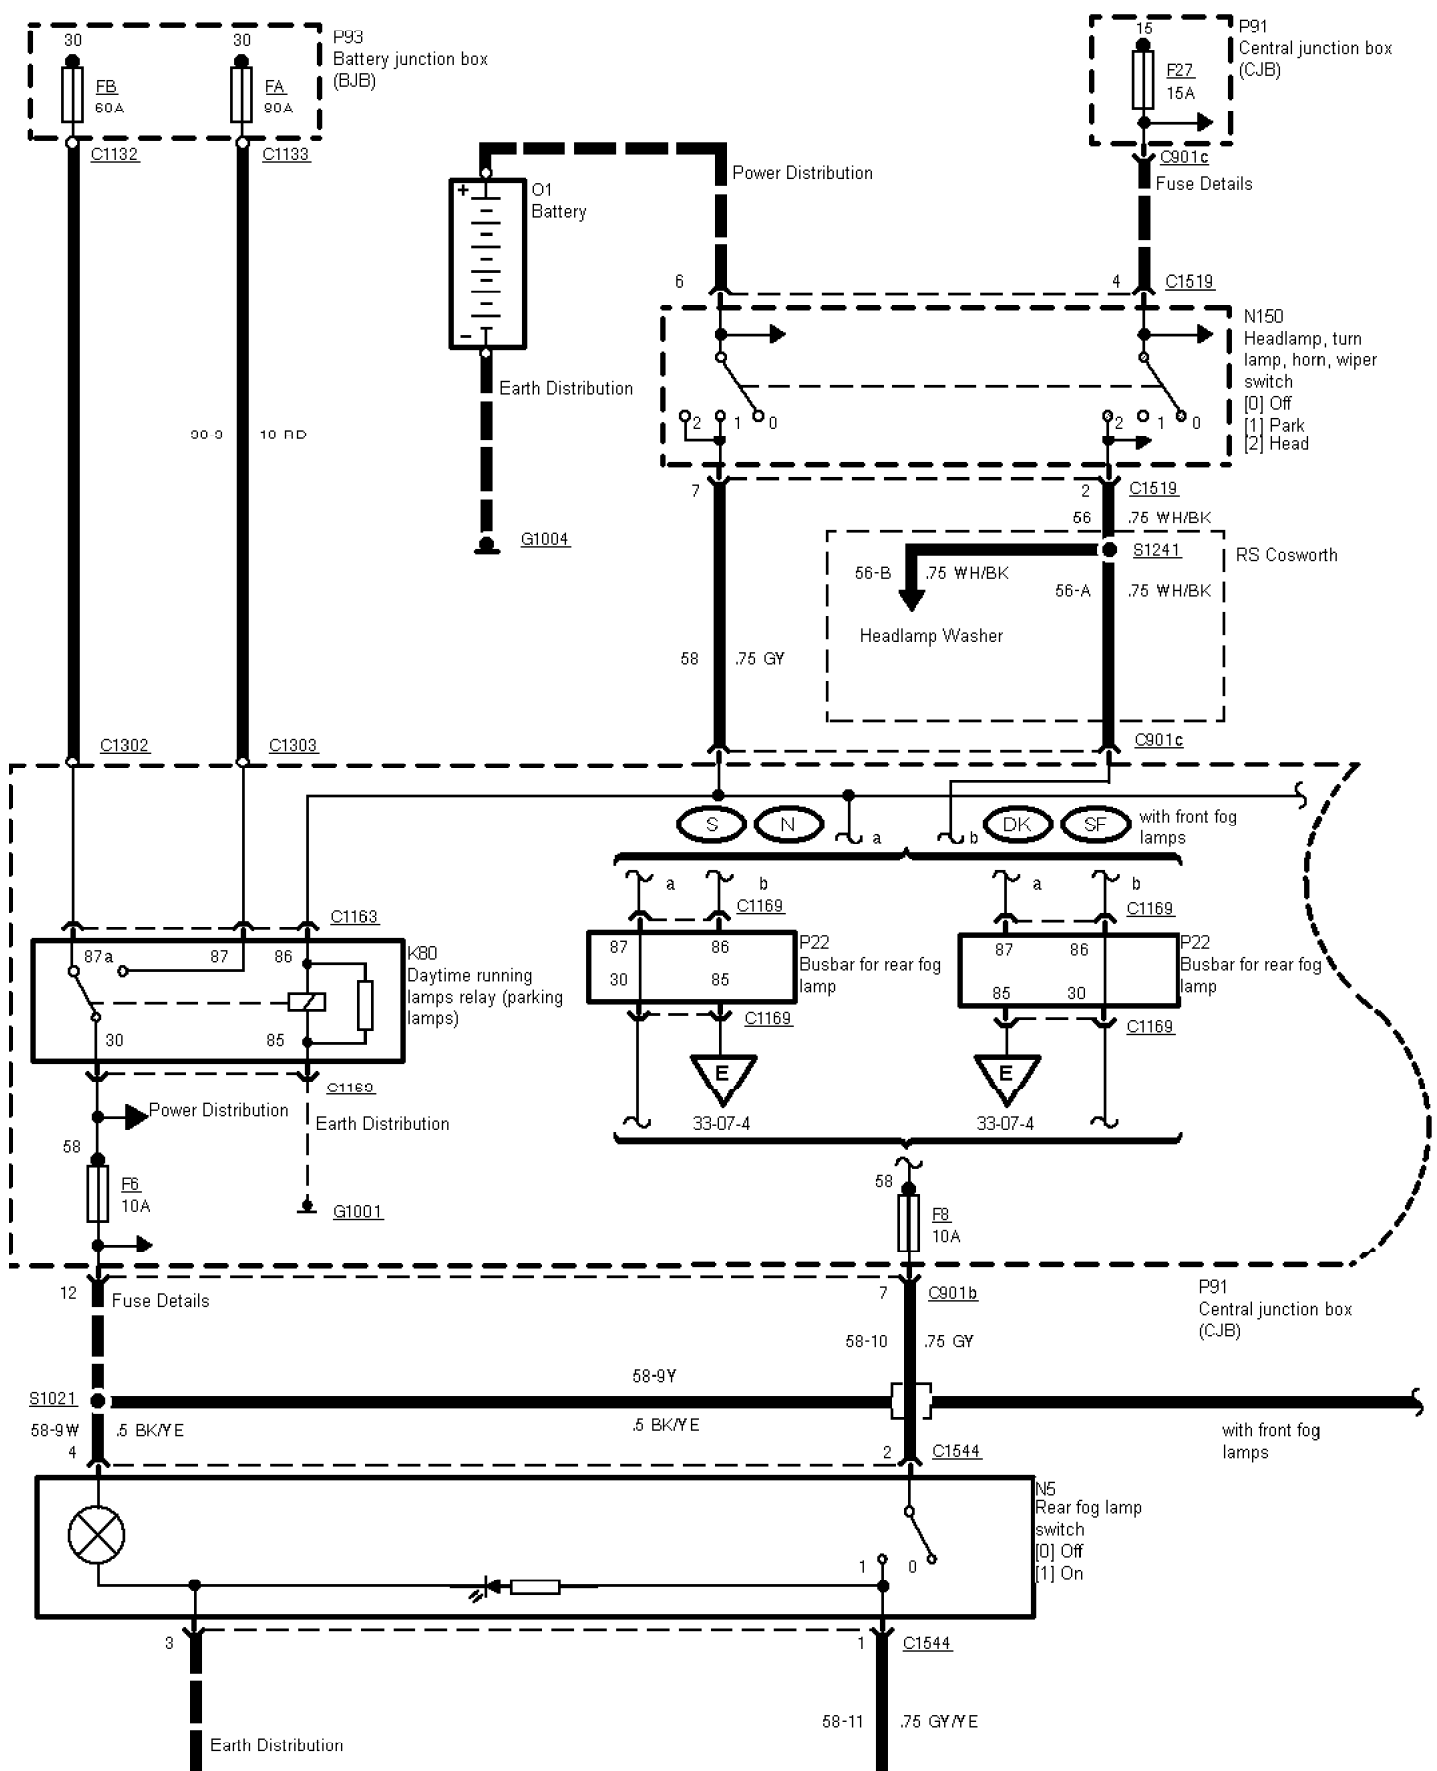 30
30
P93
Battery junction box
(BJB)
FB
60A
FA
90A
C1132
C1133
15
P91
Central junction box
(CJB)
F27
15A
C901c
Fuse Details
Power Distribution
+
O1
Battery
-
Earth Distribution
G1004
6
4
C1519
N150
Headlamp, turn
lamp, horn, wiper
switch
[0] Off
[1] Park
[2] Head
2
1
0
2
1
0
7
2
C1519
56
.75 WH/BK
S1241
RS Cosworth
56-B
.75 WH/BK
56-A
.75 WH/BK
Headlamp Washer
58
.75 GY
C1302
C1303
C901c
S
N
a
b
DK
SF
with front fog
lamps
a
b
a
b
C1163
C1169
C1169
87a
87
86
K80
Daytime running
lamps relay (parking
lamps)
30
85
87
86
30
85
P22
Busbar for rear fog
lamp
87
86
85
30
P22
Busbar for rear fog
lamp
C1169
C1169
E
33-07-4
E
33-07-4
Power Distribution
Earth Distribution
58
F6
10A
G1001
58
F8
10A
12
Fuse Details
7
C901b
P91
Central junction box
(CJB)
58-10
.75 GY
58-9Y
.5 BK/YE
S1021
58-9W
.5 BK/YE
with front fog
lamps
4
2
C1544
N5
Rear fog lamp
switch
[0] Off
[1] On
1
0
3
1
C1544
58-11
.75 GY/YE
Earth Distribution